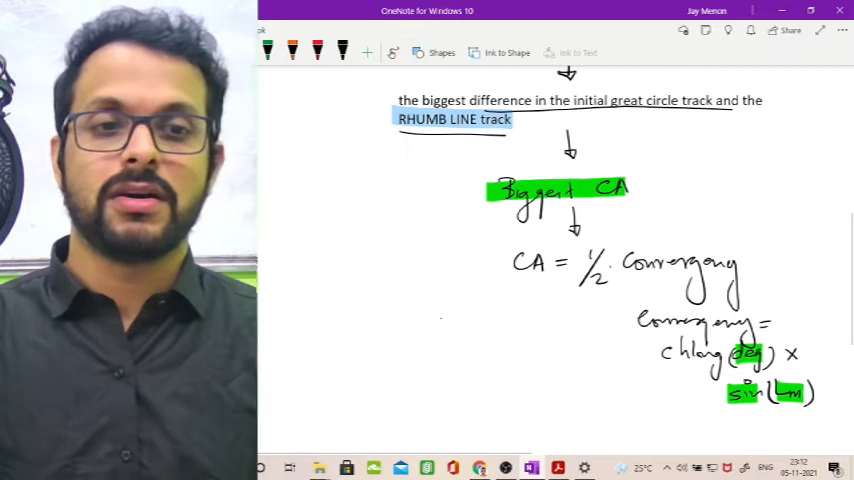 OneNote for Windows 10
Jay Menon
ok
Share
Shapes
Ink to Shape
Ink to Text
the biggest difference in the initial great circle track and the
RHUMB LINE track
Biggest CA
CA = 1/2 . Convergency
Convergency =
chlong (deg) ×
sin (Lm)
25°C
ENG
23:12
05-11-2021